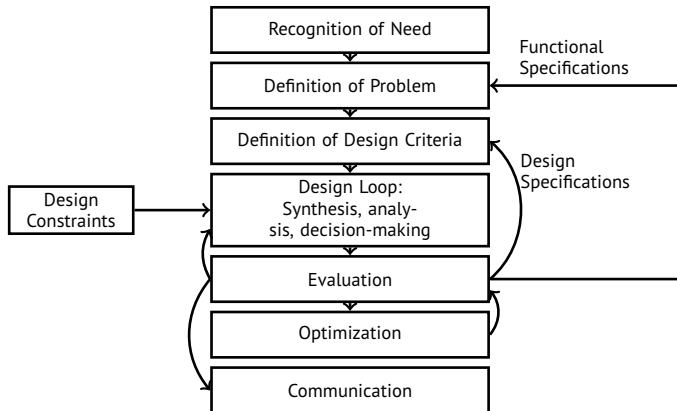 Recognition of Need
Functional
Specifications
Definition of Problem
Definition of Design Criteria
Design
Specifications
Design
Constraints
Design Loop:
Synthesis, analy-
sis, decision-making
Evaluation
Optimization
Communication